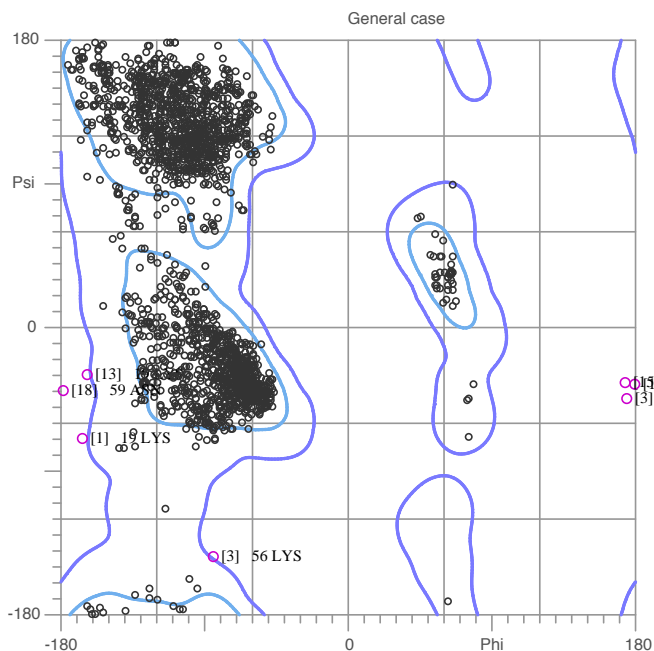 General case
180
Psi
0
[13]
[18] 59
[15
[3]
[1] 19 LYS
[3] 56 LYS
-180
-180 0 Phi 180